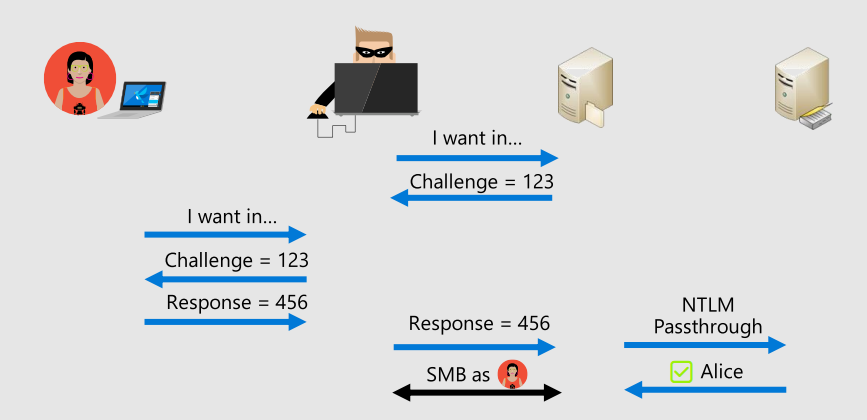 I want in...
Challenge = 123
I want in...
Challenge = 123
Response = 456
Response = 456
NTLM
Passthrough
SMB as
Alice